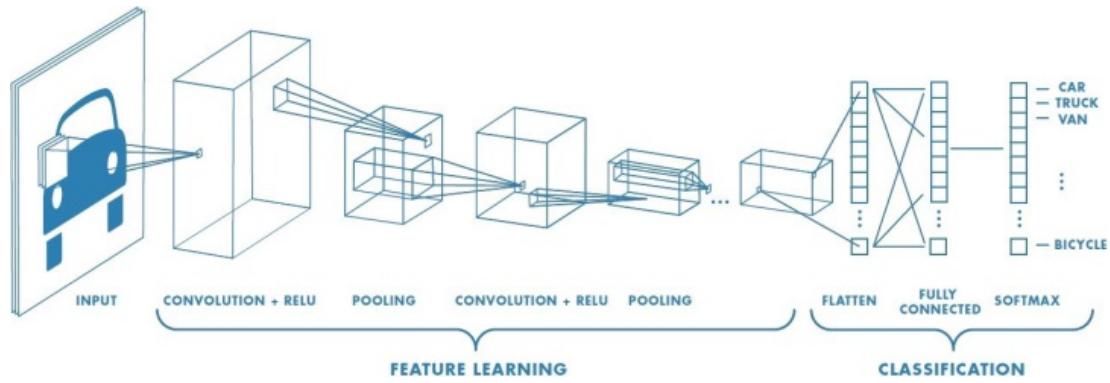 CAR
TRUCK
VAN
BICYCLE
INPUT
CONVOLUTION + RELU
POOLING
CONVOLUTION + RELU
POOLING
FLATTEN
FULLY
CONNECTED
SOFTMAX
FEATURE LEARNING
CLASSIFICATION